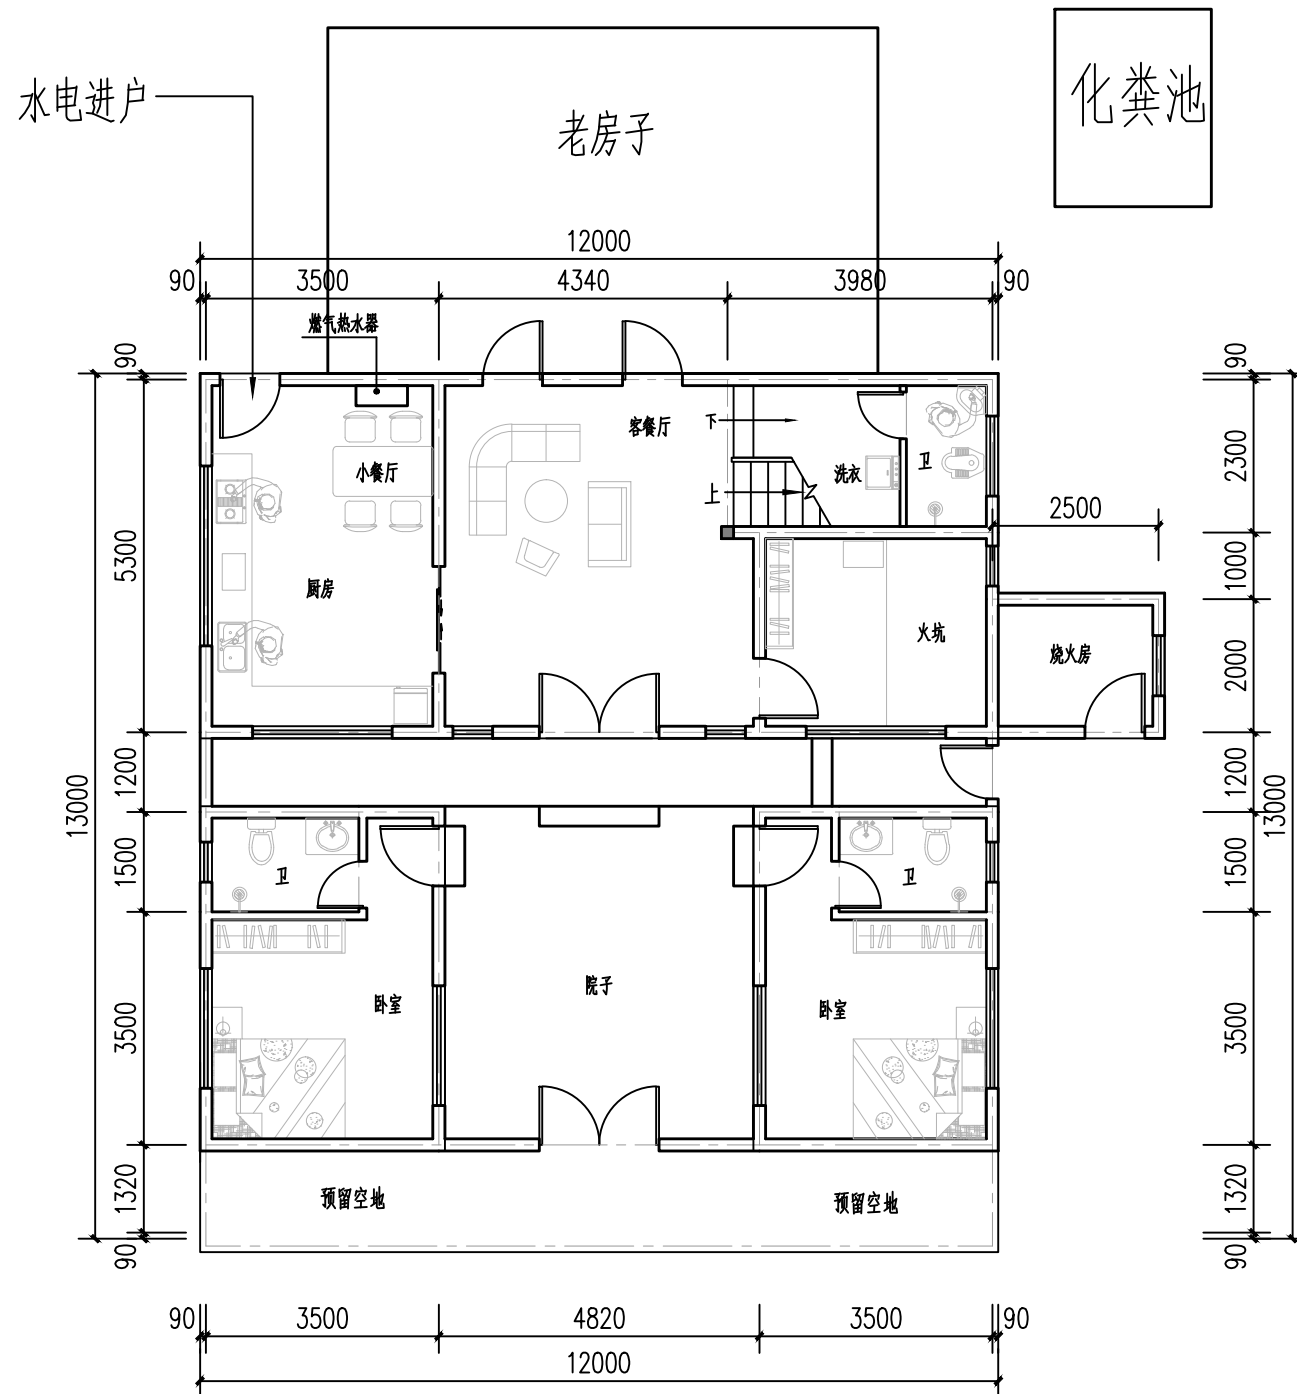 化粪池
水电进户
老房子
12000
90
3500
4340
3980
90
燃气热水器
90
90
客餐厅
下
小餐厅
洗衣
卫
2300
上
2500
5300
厨房
1000
火坑
烧火房
2000
1200
1200
13000
13000
1500
卫
卫
1500
院子
卧室
卧室
3500
3500
预留空地
预留空地
1320
1320
90
90
90
3500
4820
3500
90
12000